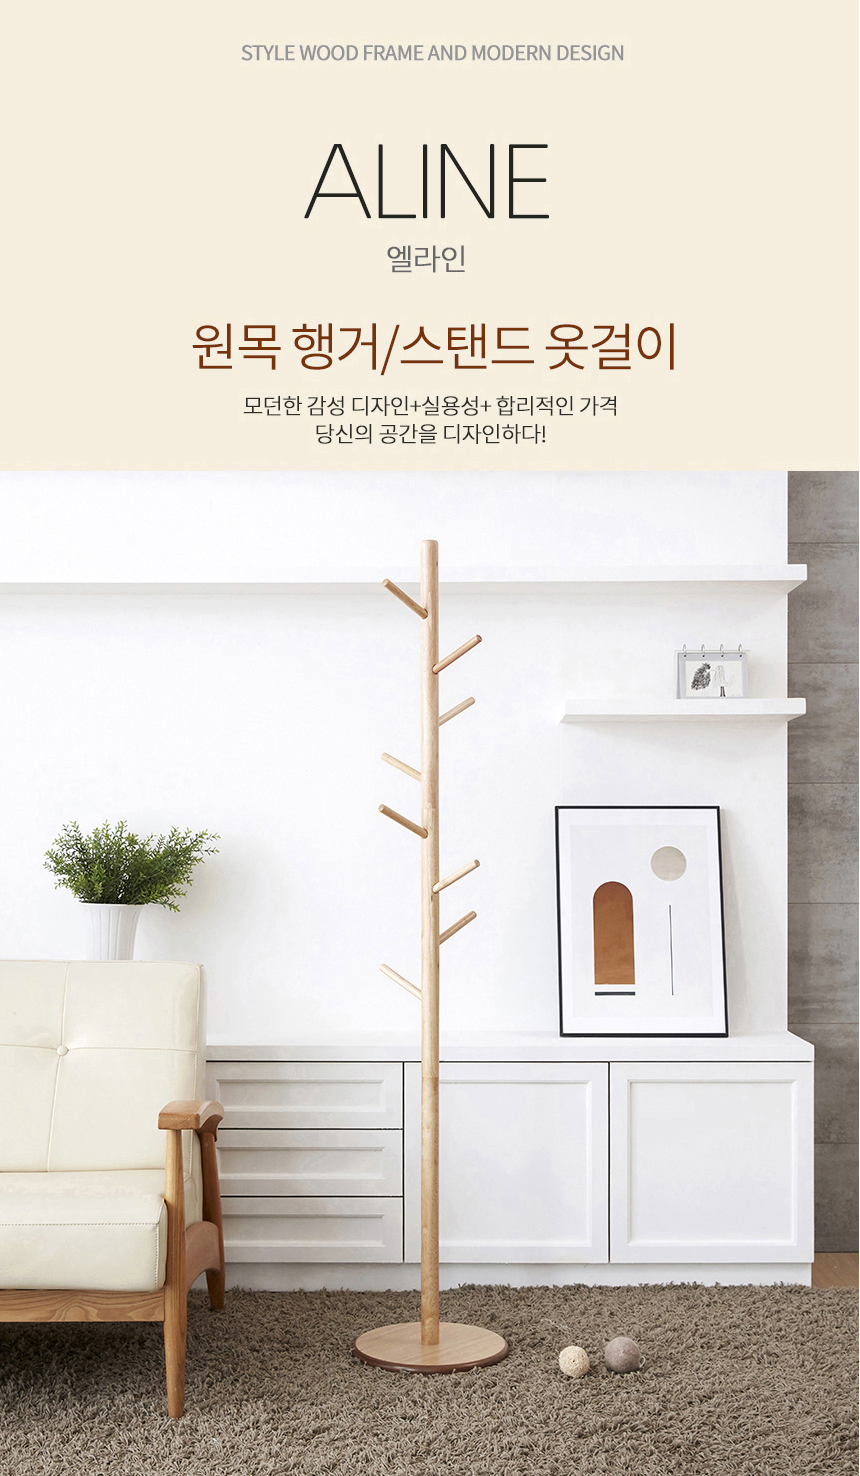 STYLE WOOD FRAME AND MODERN DESIGN
ALINE
엘라인
원목 행거/스탠드 옷걸이
모던한 감성 디자인+실용성+ 합리적인 가격
당신의 공간을 디자인하다!